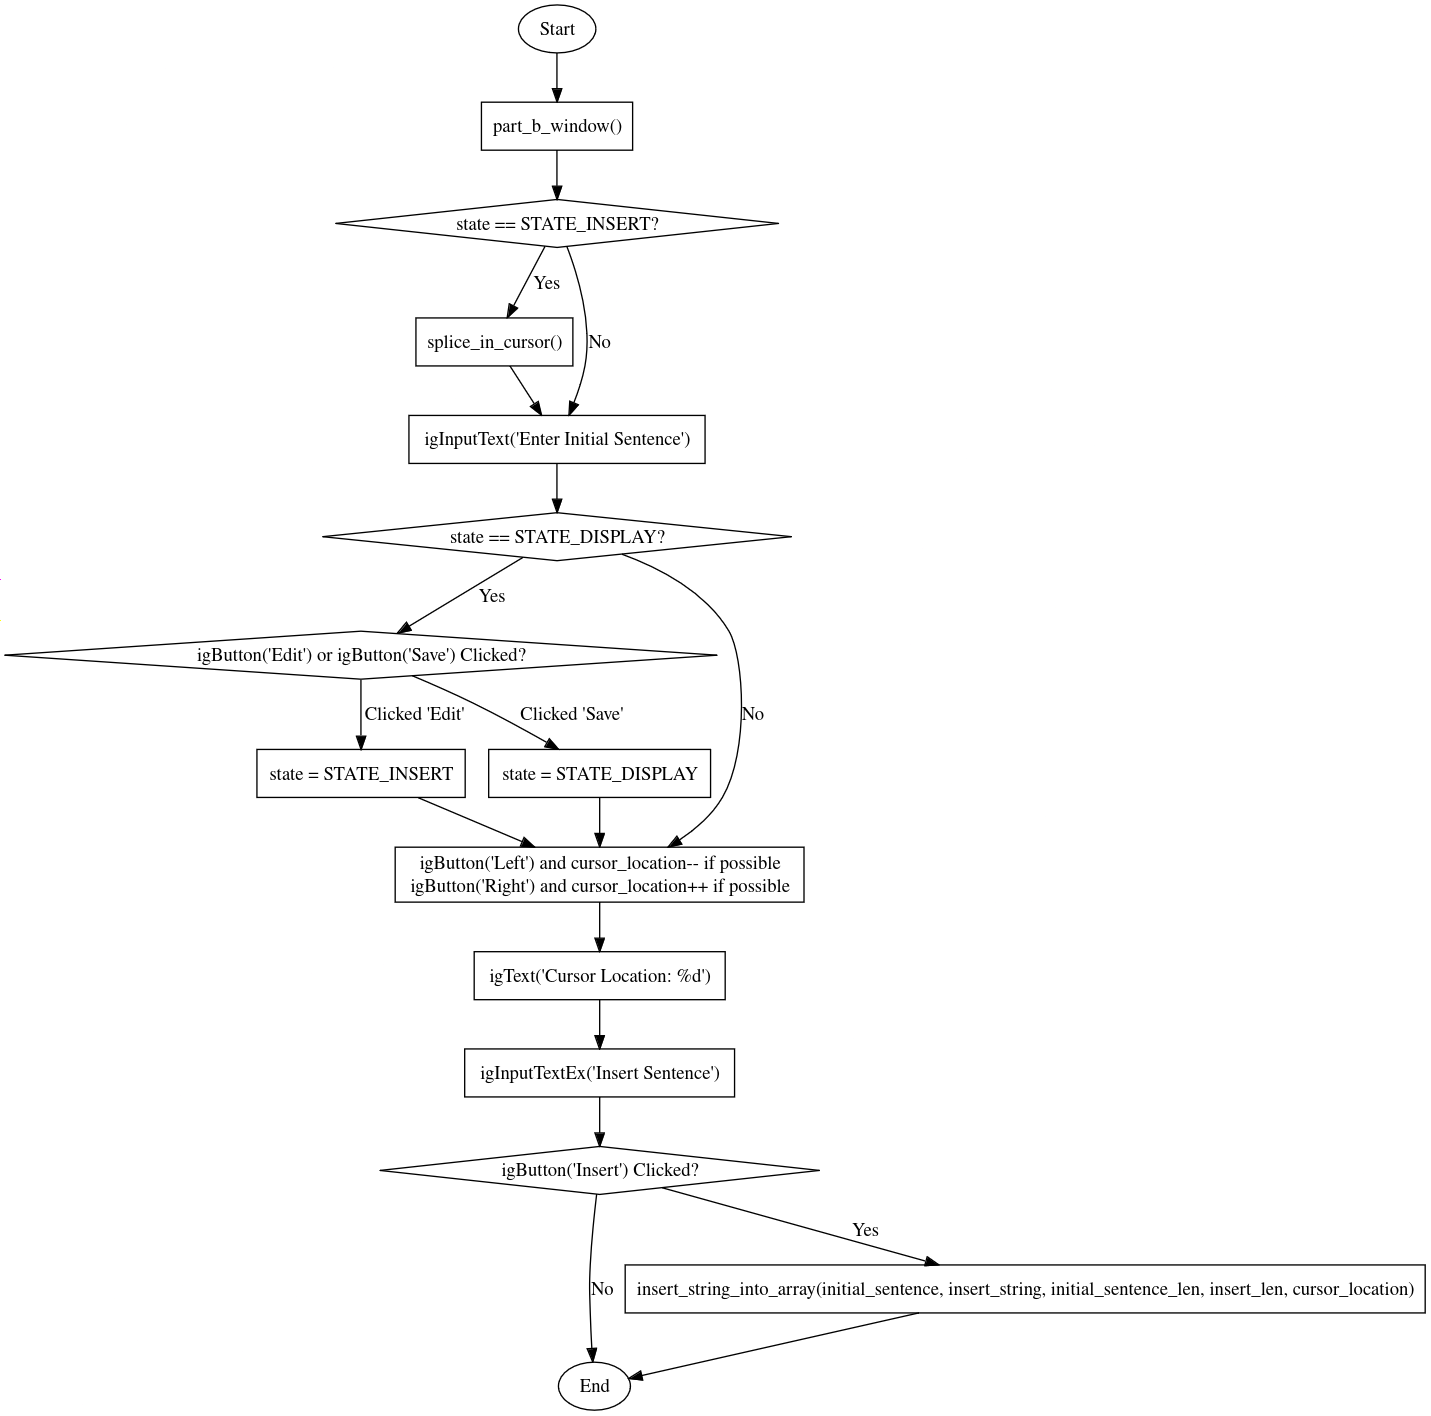 Start
part_b_window()
state == STATE_INSERT?
Yes
splice_in_cursor()
No
igInputText('Enter Initial Sentence')
state == STATE_DISPLAY?
Yes
igButton('Edit') or igButton('Save') Clicked?
Clicked 'Edit'
Clicked 'Save'
No
state = STATE_INSERT
state = STATE_DISPLAY
igButton('Left') and cursor_location-- if possible
igButton('Right') and cursor_location++ if possible
igText('Cursor Location: %d')
igInputTextEx('Insert Sentence')
igButton('Insert') Clicked?
Yes
No
insert_string_into_array(initial_sentence, insert_string, initial_sentence_len, insert_len, cursor_location)
End